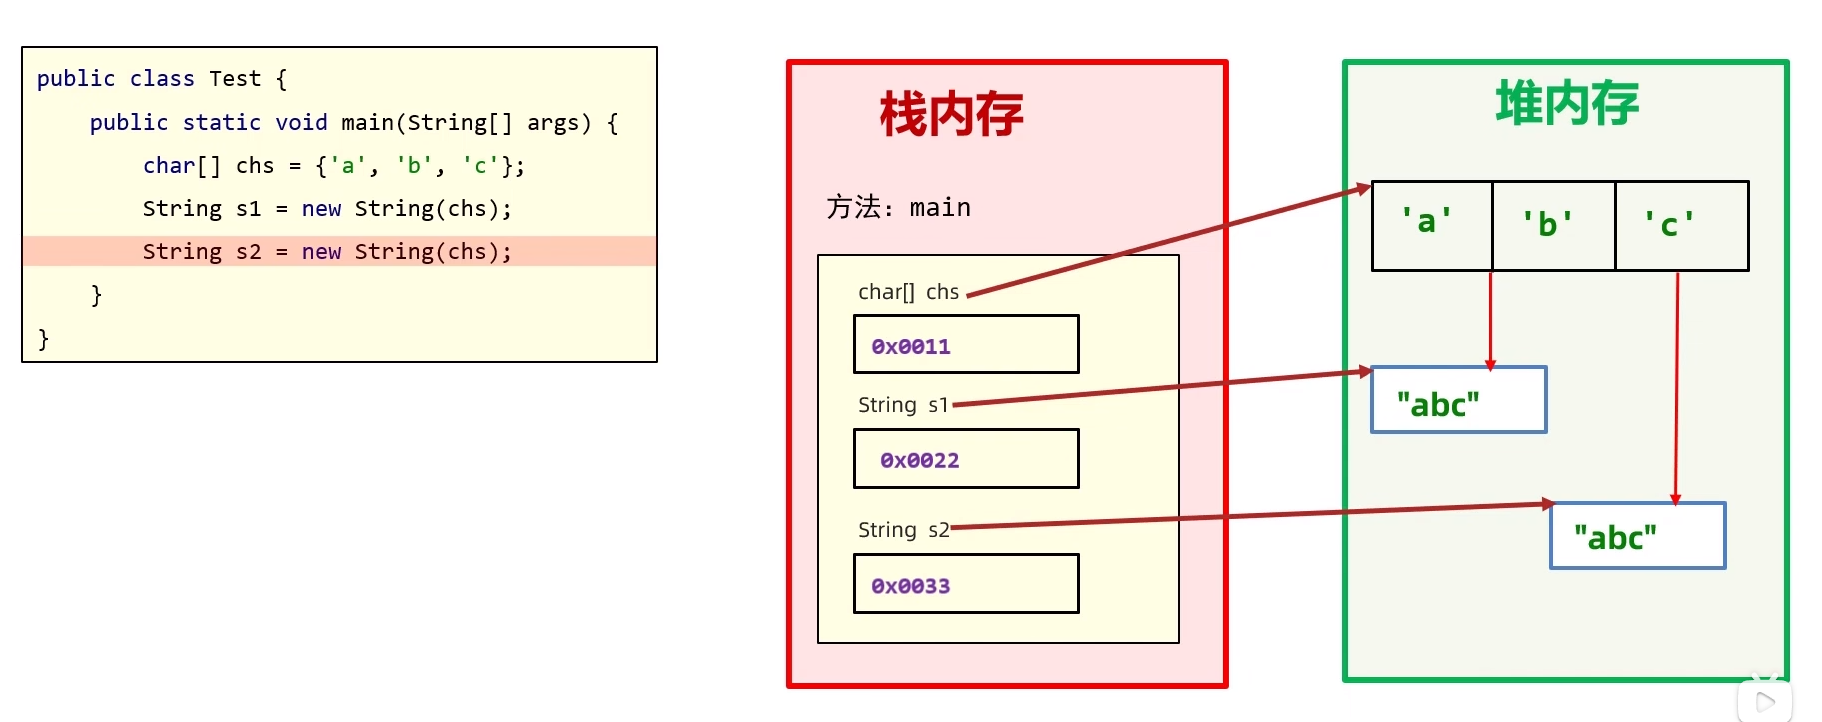 public class Test {
public static void main(String[] args) {
char[] chs = {'a', 'b', 'c'};
String s1 = new String(chs);
String s2 = new String(chs);
}
}
栈内存
方法：main
char[] chs
0x0011
String s1
0x0022
String s2
0x0033
堆内存
'a' 'b' 'c'
"abc"
"abc"